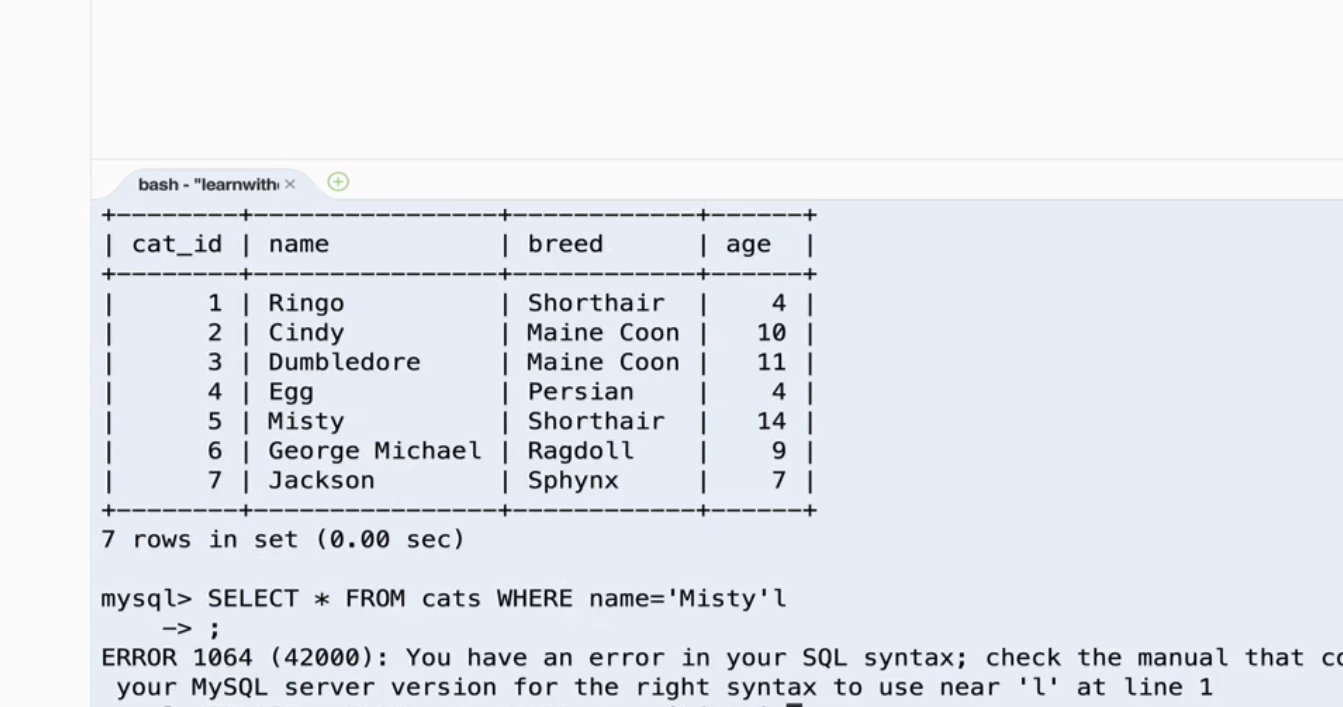 bash - "learnwith
+--------+----------------+------------+------+
| cat_id | name           | breed      | age  |
+--------+----------------+------------+------+
|      1 | Ringo          | Shorthair  |    4 |
|      2 | Cindy          | Maine Coon |   10 |
|      3 | Dumbledore     | Maine Coon |   11 |
|      4 | Egg            | Persian    |    4 |
|      5 | Misty          | Shorthair  |   14 |
|      6 | George Michael | Ragdoll    |    9 |
|      7 | Jackson        | Sphynx     |    7 |
+--------+----------------+------------+------+
7 rows in set (0.00 sec)
mysql> SELECT * FROM cats WHERE name='Misty'l
    -> ;
ERROR 1064 (42000): You have an error in your SQL syntax; check the manual that co
 your MySQL server version for the right syntax to use near 'l' at line 1